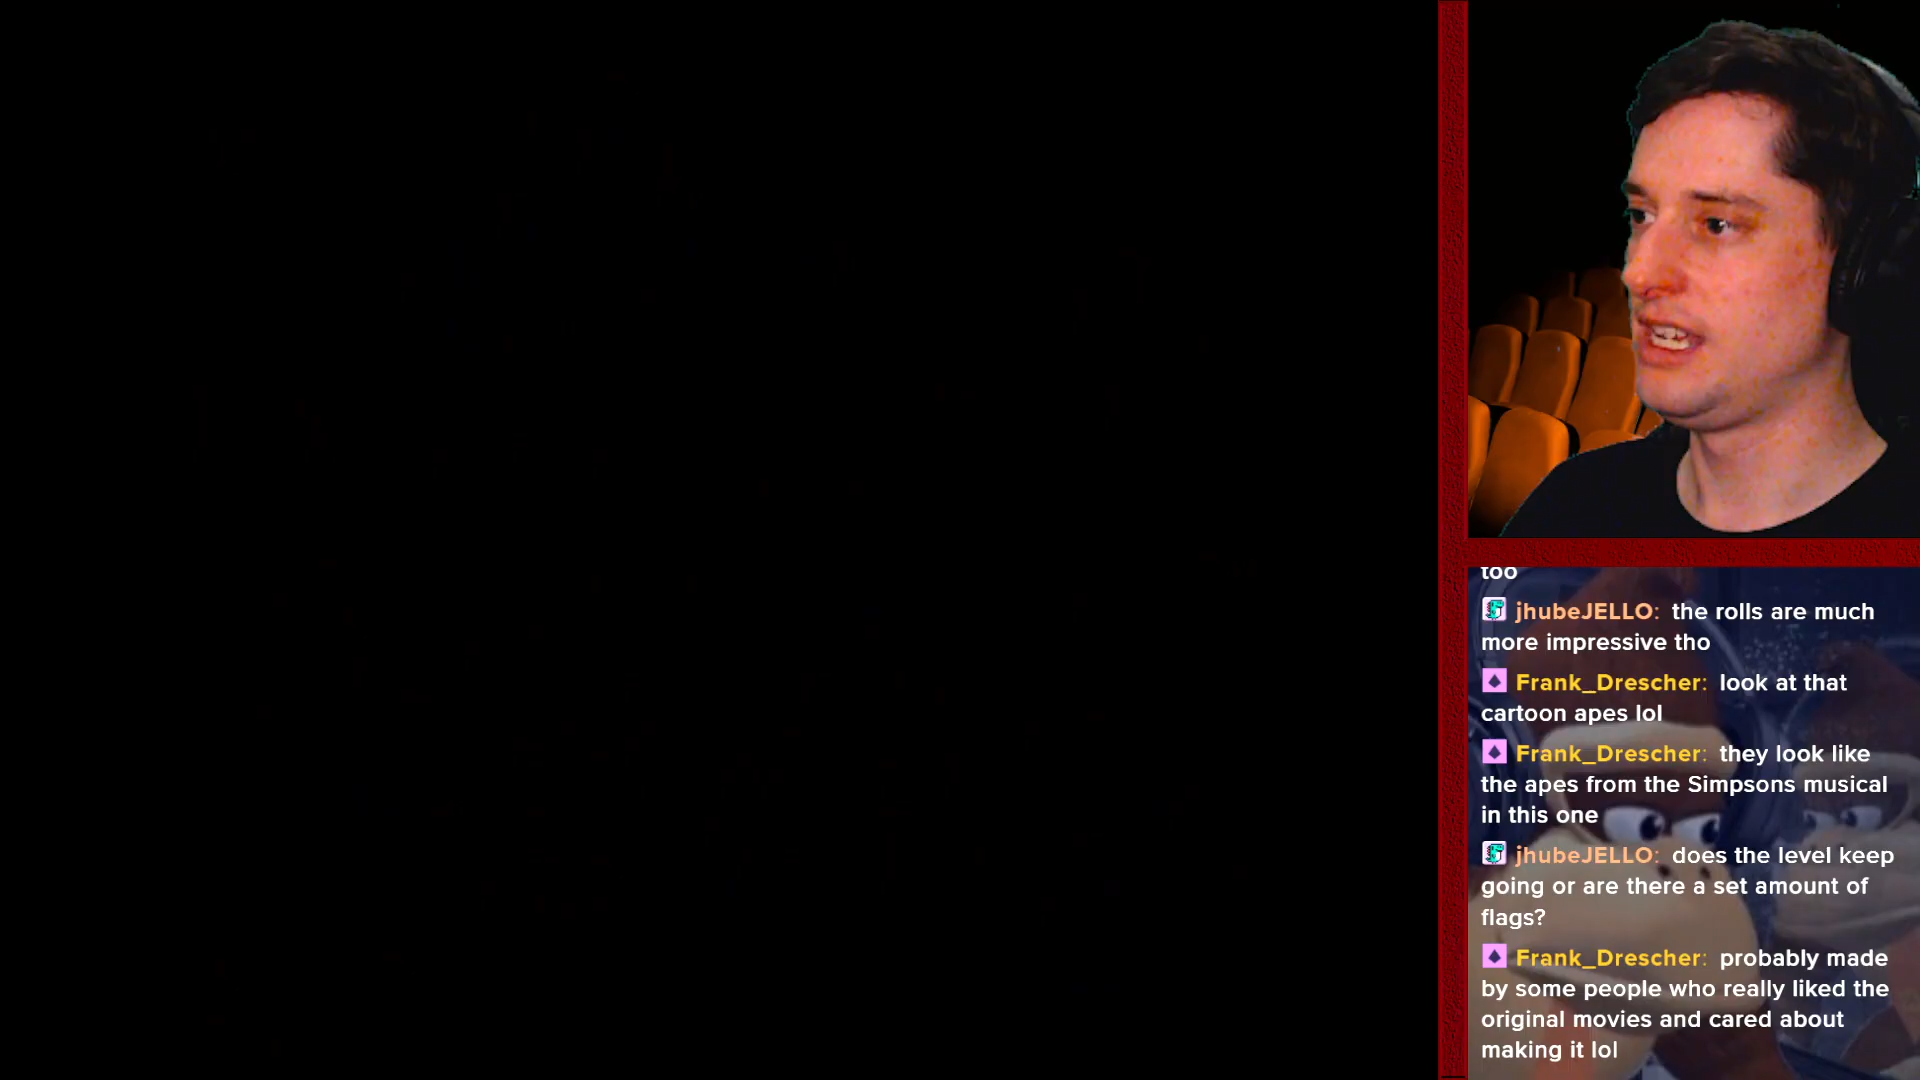 too
jhubeJELLO: the rolls are much
more impressive tho
Frank_Drescher: look at that
cartoon apes lol
Frank_Drescher: they look like
the apes from the Simpsons musical
in this one
jhubeJELLO: does the level keep
going or are there a set amount of
flags?
Frank_Drescher: probably made
by some people who really liked the
original movies and cared about
making it lol